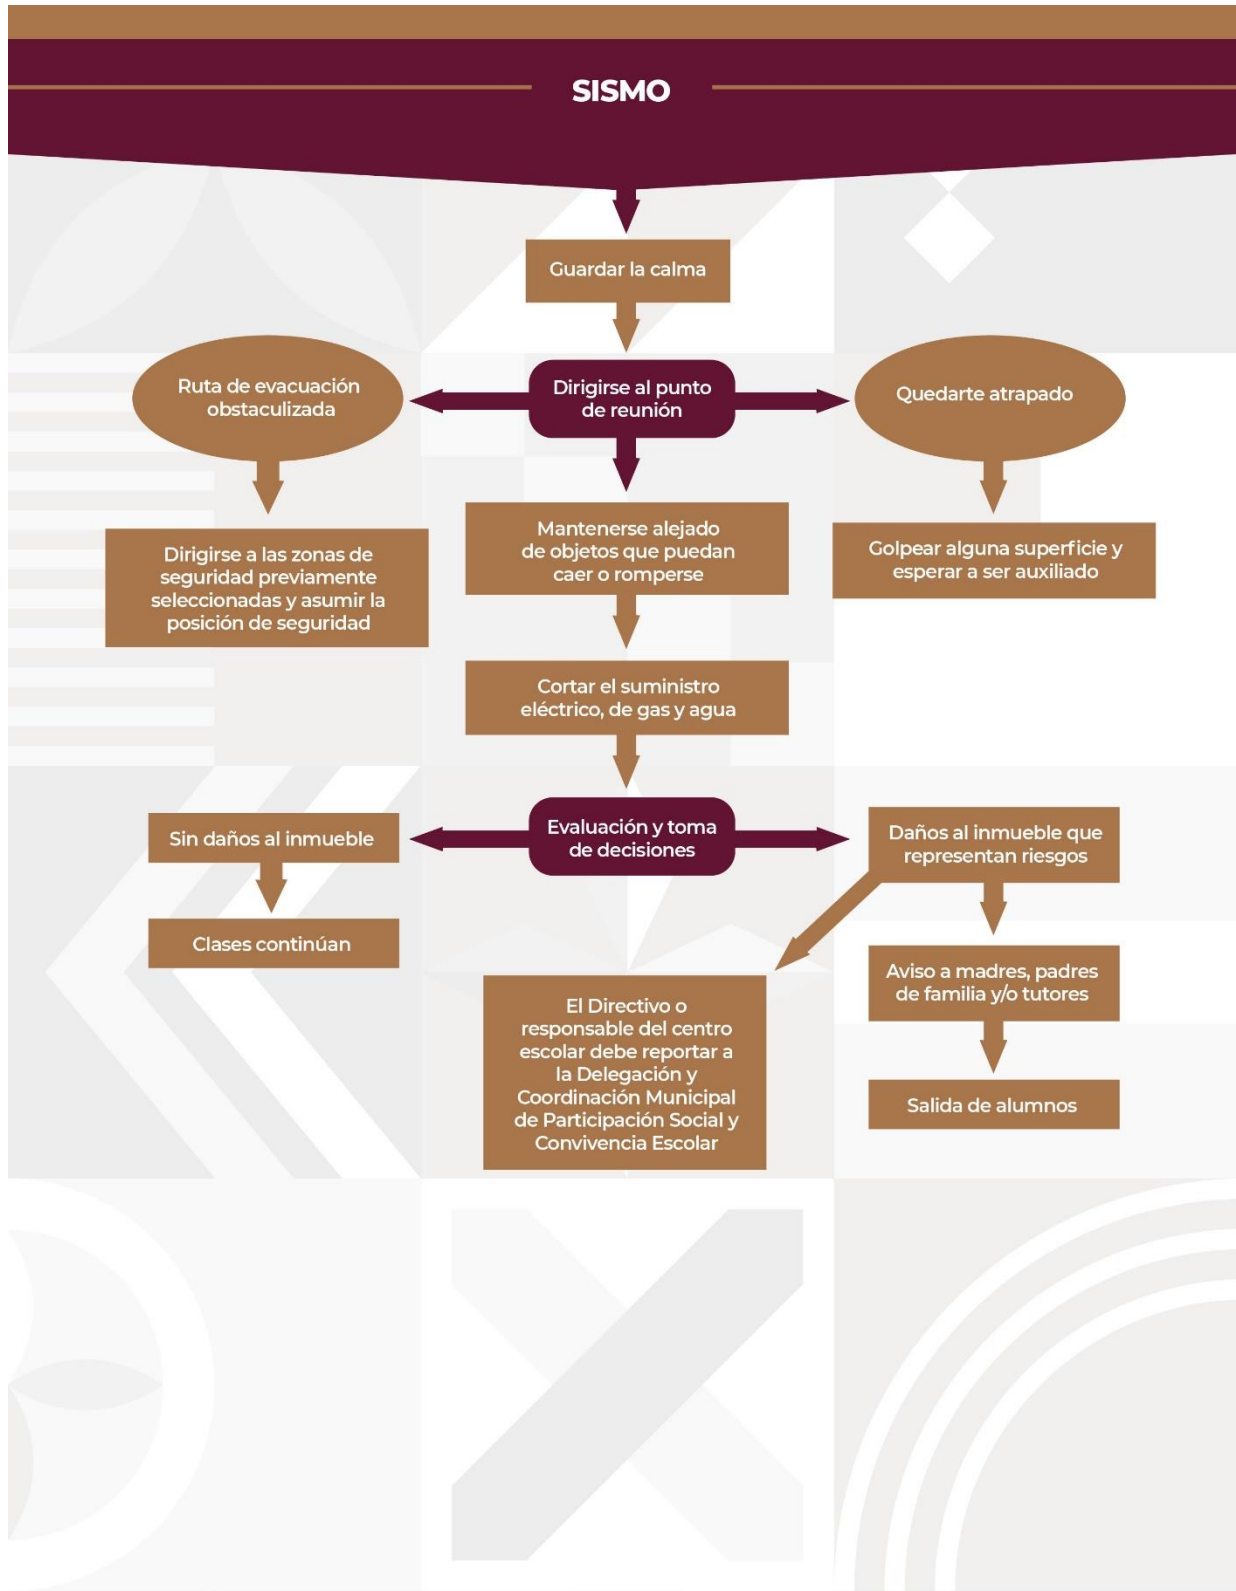 SISMO
Guardar la calma
Ruta de evacuación
obstaculizada
Dirigirse al punto
de reunión
Quedarte atrapado
Dirigirse a las zonas de
seguridad previamente
seleccionadas y asumir la
posición de seguridad
Mantenerse alejado
de objetos que puedan
caer o romperse
Golpear alguna superficie y
esperar a ser auxiliado
Cortar el suministro
eléctrico, de gas y agua
Sin daños al inmueble
Evaluación y toma
de decisiones
Daños al inmueble que
representan riesgos
Clases continúan
El Directivo o
responsable del centro
escolar debe reportar a
la Delegación y
Coordinación Municipal
de Participación Social y
Convivencia Escolar
Aviso a madres, padres
de familia y/o tutores
Salida de alumnos